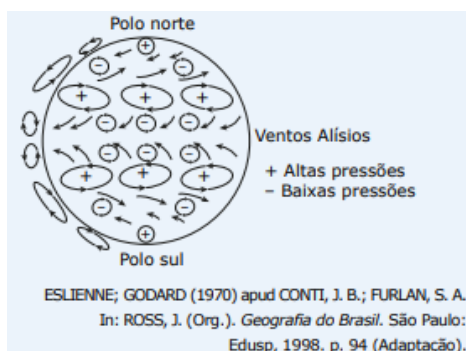 Polo norte
Ventos Alísios
+ Altas pressões
– Baixas pressões
Polo sul
ESLIENNE; GODARD (1970) apud CONTI, J. B.; FURLAN, S. A.
In: ROSS, J. (Org.). Geografia do Brasil. São Paulo:
Edusp, 1998. p. 94 (Adaptação).